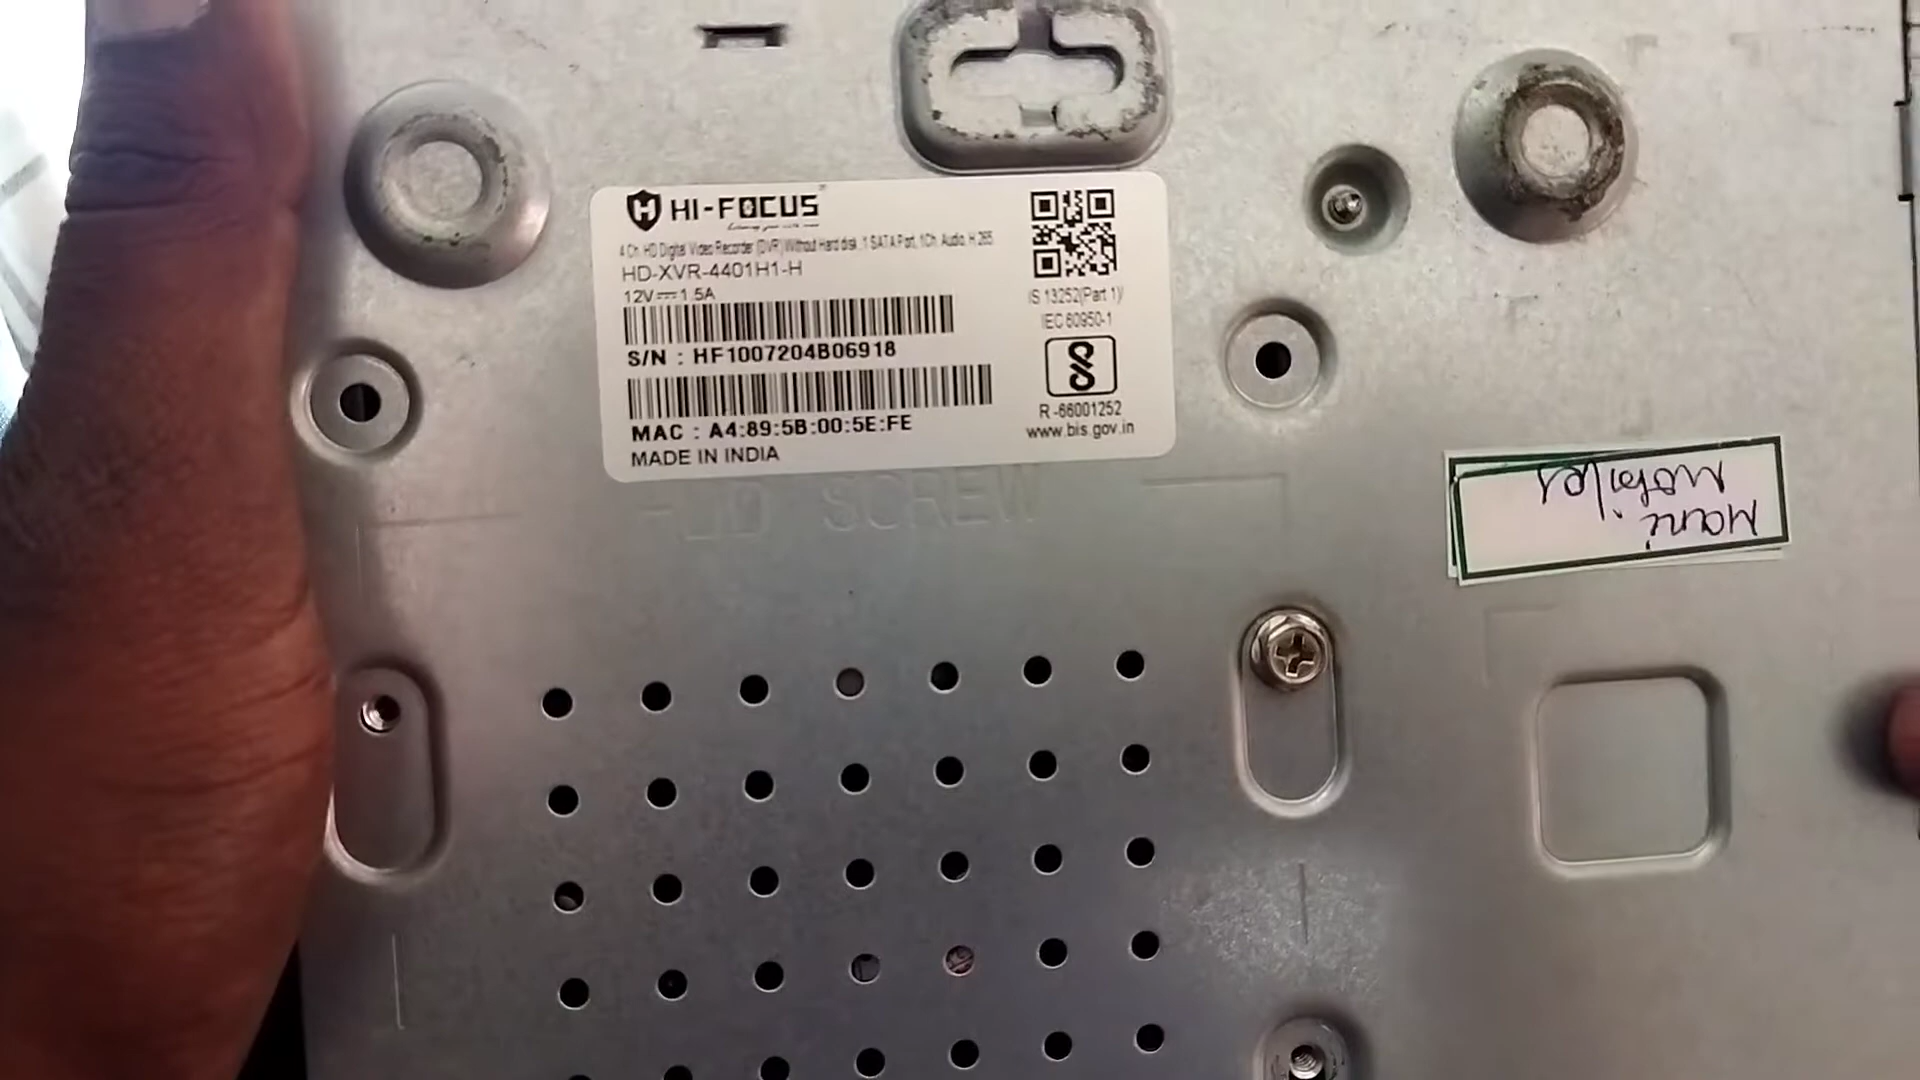 HI-FOCUS
4 Ch. HD Digital Video Recorder (DVR) Without Hard disk, 1 SATA Port, 1Ch. Audio, H.265
HD-XVR-4401H1-H
12V⎓1.5A
S/N : HF1007204B06918
MAC : A4:89:5B:00:5E:FE
MADE IN INDIA
IS 13252(Part 1)/
IEC 60950-1
R-66001252
www.bis.gov.in
HDD SCREW
Mani
Mobiles